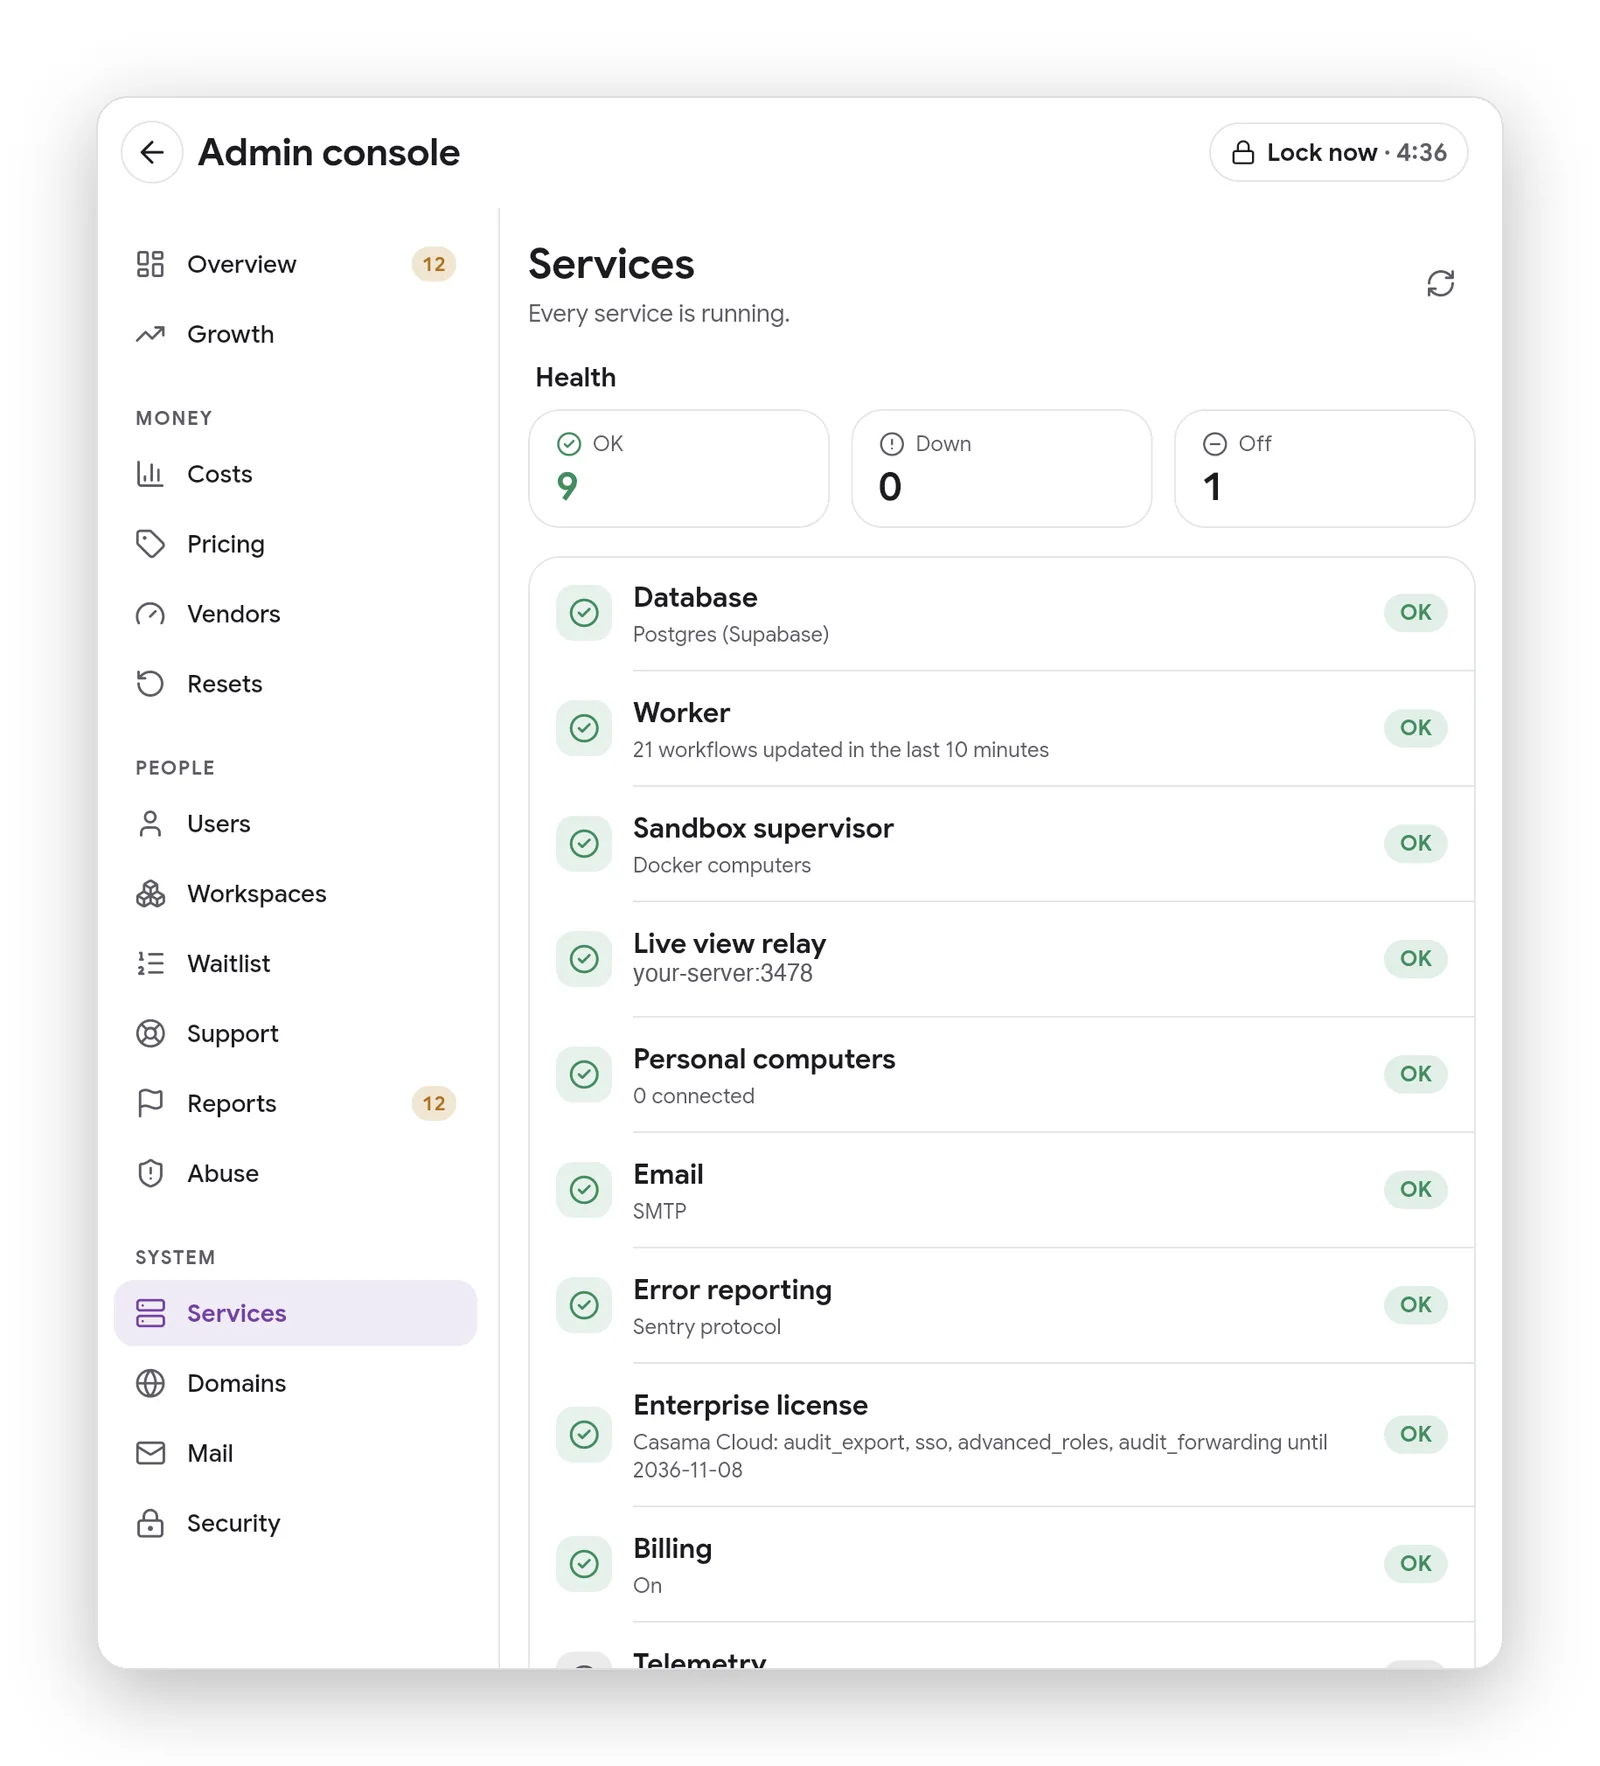 Admin console
Lock now · 4:36
Overview 12
Growth
MONEY
Costs
Pricing
Vendors
Resets
PEOPLE
Users
Workspaces
Waitlist
Support
Reports 12
Abuse
SYSTEM
Services
Domains
Mail
Security
Services
Every service is running.
Health
OK
9
Down
0
Off
1
Database
Postgres (Supabase)
OK
Worker
21 workflows updated in the last 10 minutes
OK
Sandbox supervisor
Docker computers
OK
Live view relay
your-server:3478
OK
Personal computers
0 connected
OK
Email
SMTP
OK
Error reporting
Sentry protocol
OK
Enterprise license
Casama Cloud: audit_export, sso, advanced_roles, audit_forwarding until
2036-11-08
OK
Billing
On
OK
Telemetry